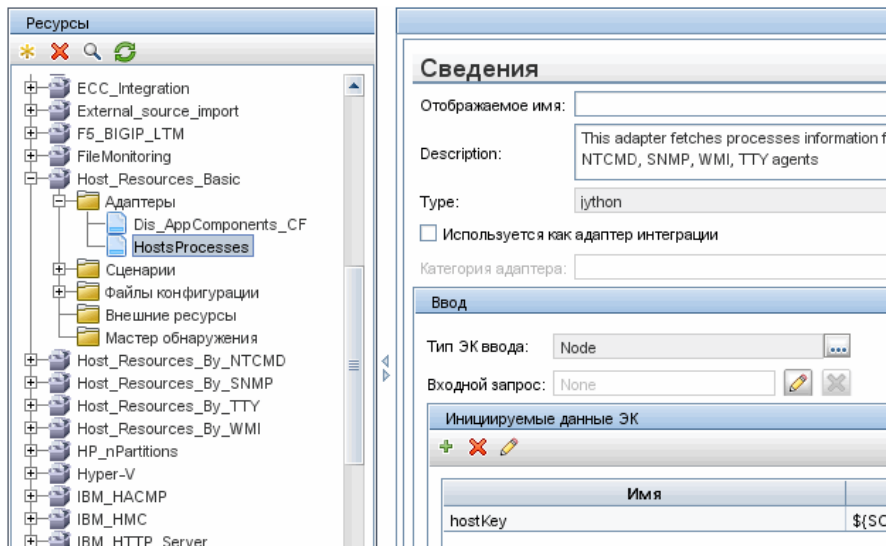 Ресурсы
ECC_Integration
External_source_import
F5_BIGIP_LTM
FileMonitoring
Host_Resources_Basic
Адаптеры
Dis_AppComponents_CF
HostsProcesses
Сценарии
Файлы конфигурации
Внешние ресурсы
Мастер обнаружения
Host_Resources_By_NTCMD
Host_Resources_By_SNMP
Host_Resources_By_TTY
Host_Resources_By_WMI
HP_nPartitions
Hyper-V
IBM_HACMP
IBM_HMC
IBM_HTTP_Server
Сведения
Отображаемое имя:
Description:
This adapter fetches processes information f
NTCMD, SNMP, WMI, TTY agents
Type:
jython
Используется как адаптер интеграции
Категория адаптера:
Ввод
Тип ЭК ввода: Node ...
Входной запрос: None
Инициируемые данные ЭК
Имя
hostKey ${SC